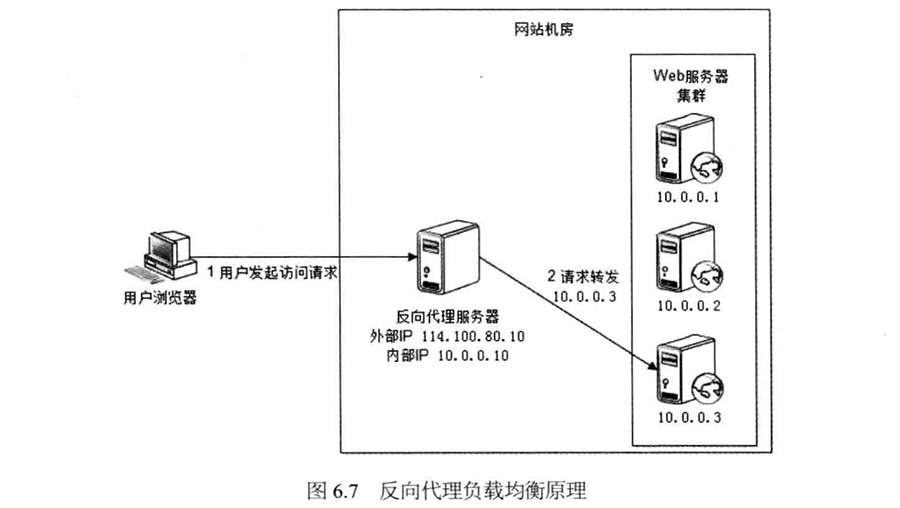 网站机房
Web服务器
集群
10.0.0.1
1 用户发起访问请求
用户浏览器
2 请求转发
10.0.0.3
10.0.0.2
反向代理服务器
外部IP 114.100.80.10
内部IP 10.0.0.10
10.0.0.3
图 6.7 反向代理负载均衡原理